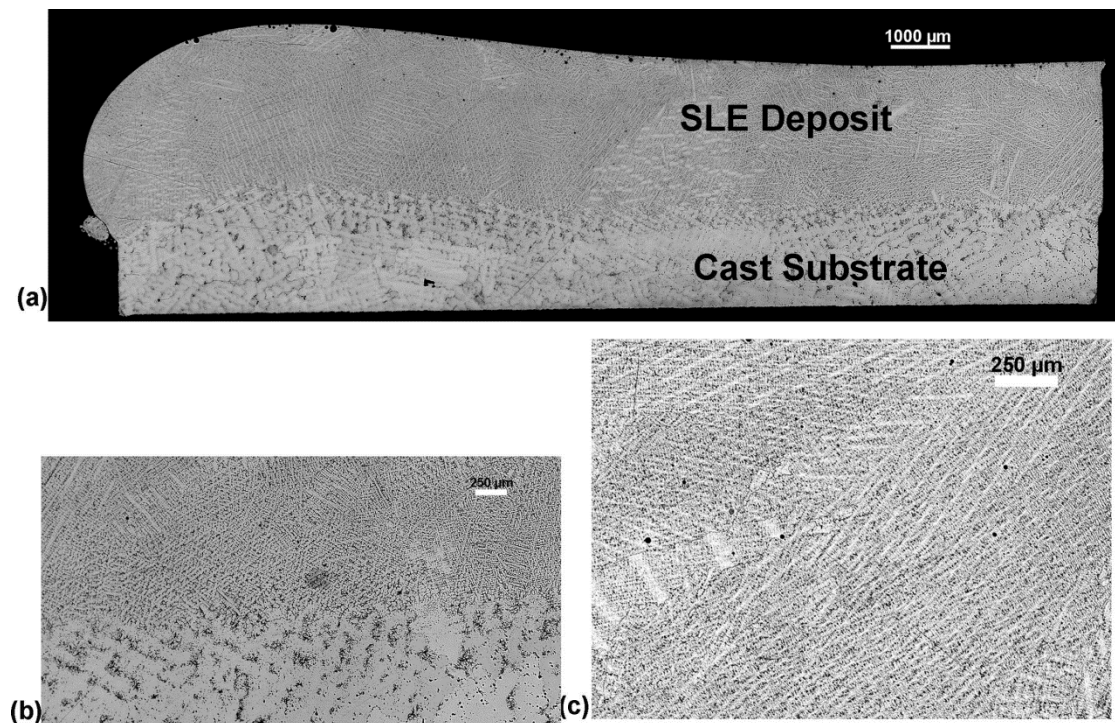 1000 µm
SLE Deposit
Cast Substrate
(a)
250 µm
250 µm
(b)
(c)